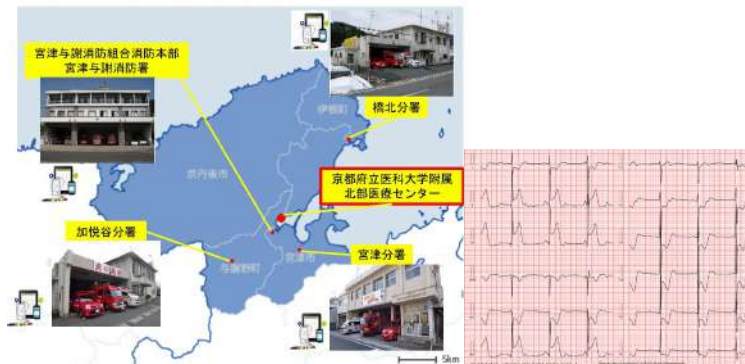 宮津与謝消防組合消防本部
宮津与謝消防署
伊根町
橋北分署
京丹後市
京都府立医科大学附属
北部医療センター
加悦谷分署
与謝野町
宮津市
宮津分署
5km